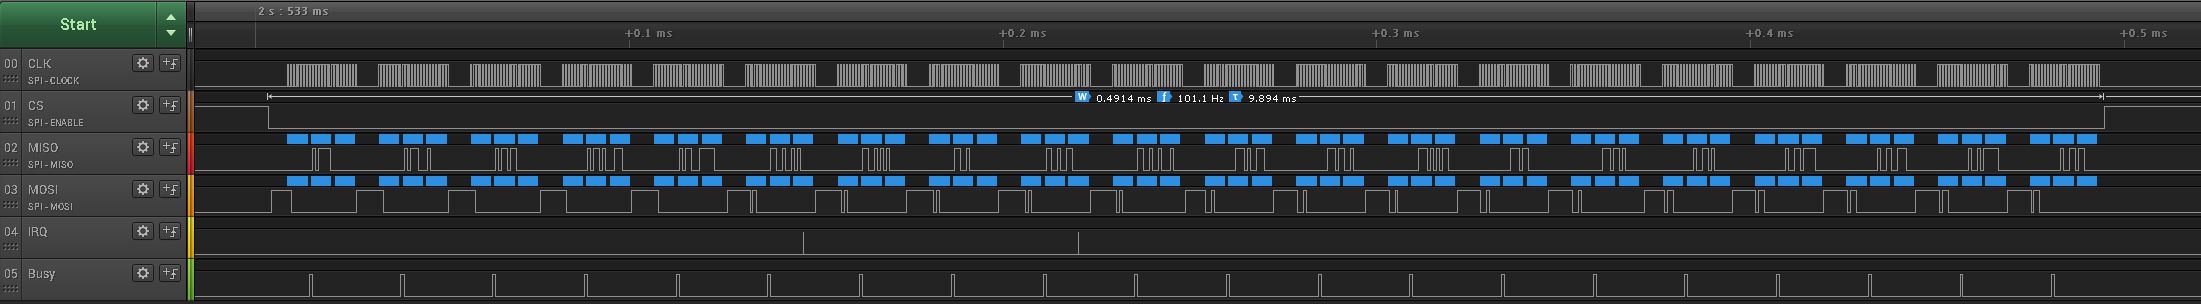 Start
2 s : 533 ms
+0.1 ms +0.2 ms +0.3 ms +0.4 ms +0.5 ms
00 CLK
SPI - CLOCK
01 CS
SPI - ENABLE
W 0.4914 ms f 101.1 Hz T 9.894 ms
02 MISO
SPI - MISO
03 MOSI
SPI - MOSI
04 IRQ
05 Busy